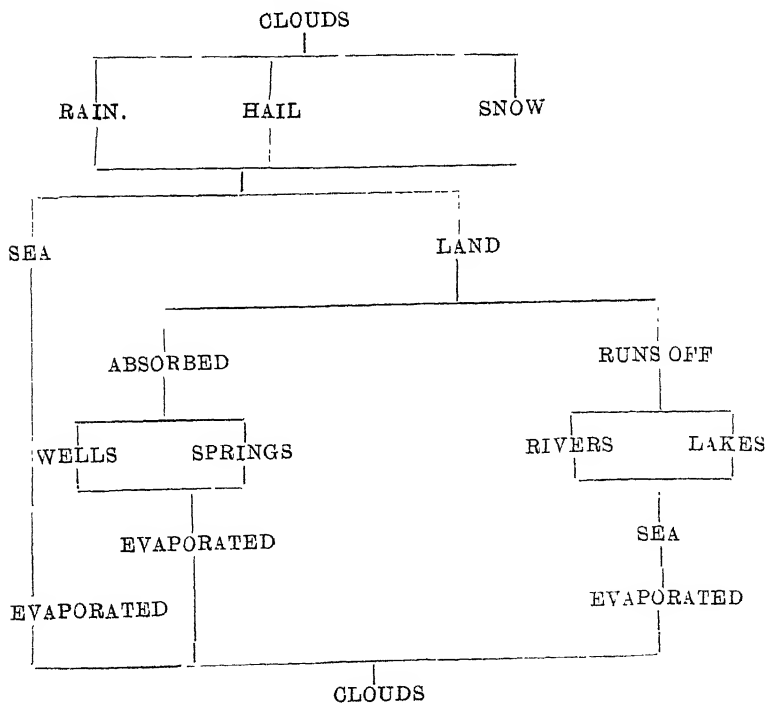 CLOUDS
RAIN. HAIL SNOW
SEA LAND
ABSORBED RUNS OFF
WELLS SPRINGS RIVERS LAKES
EVAPORATED SEA
EVAPORATED EVAPORATED
CLOUDS